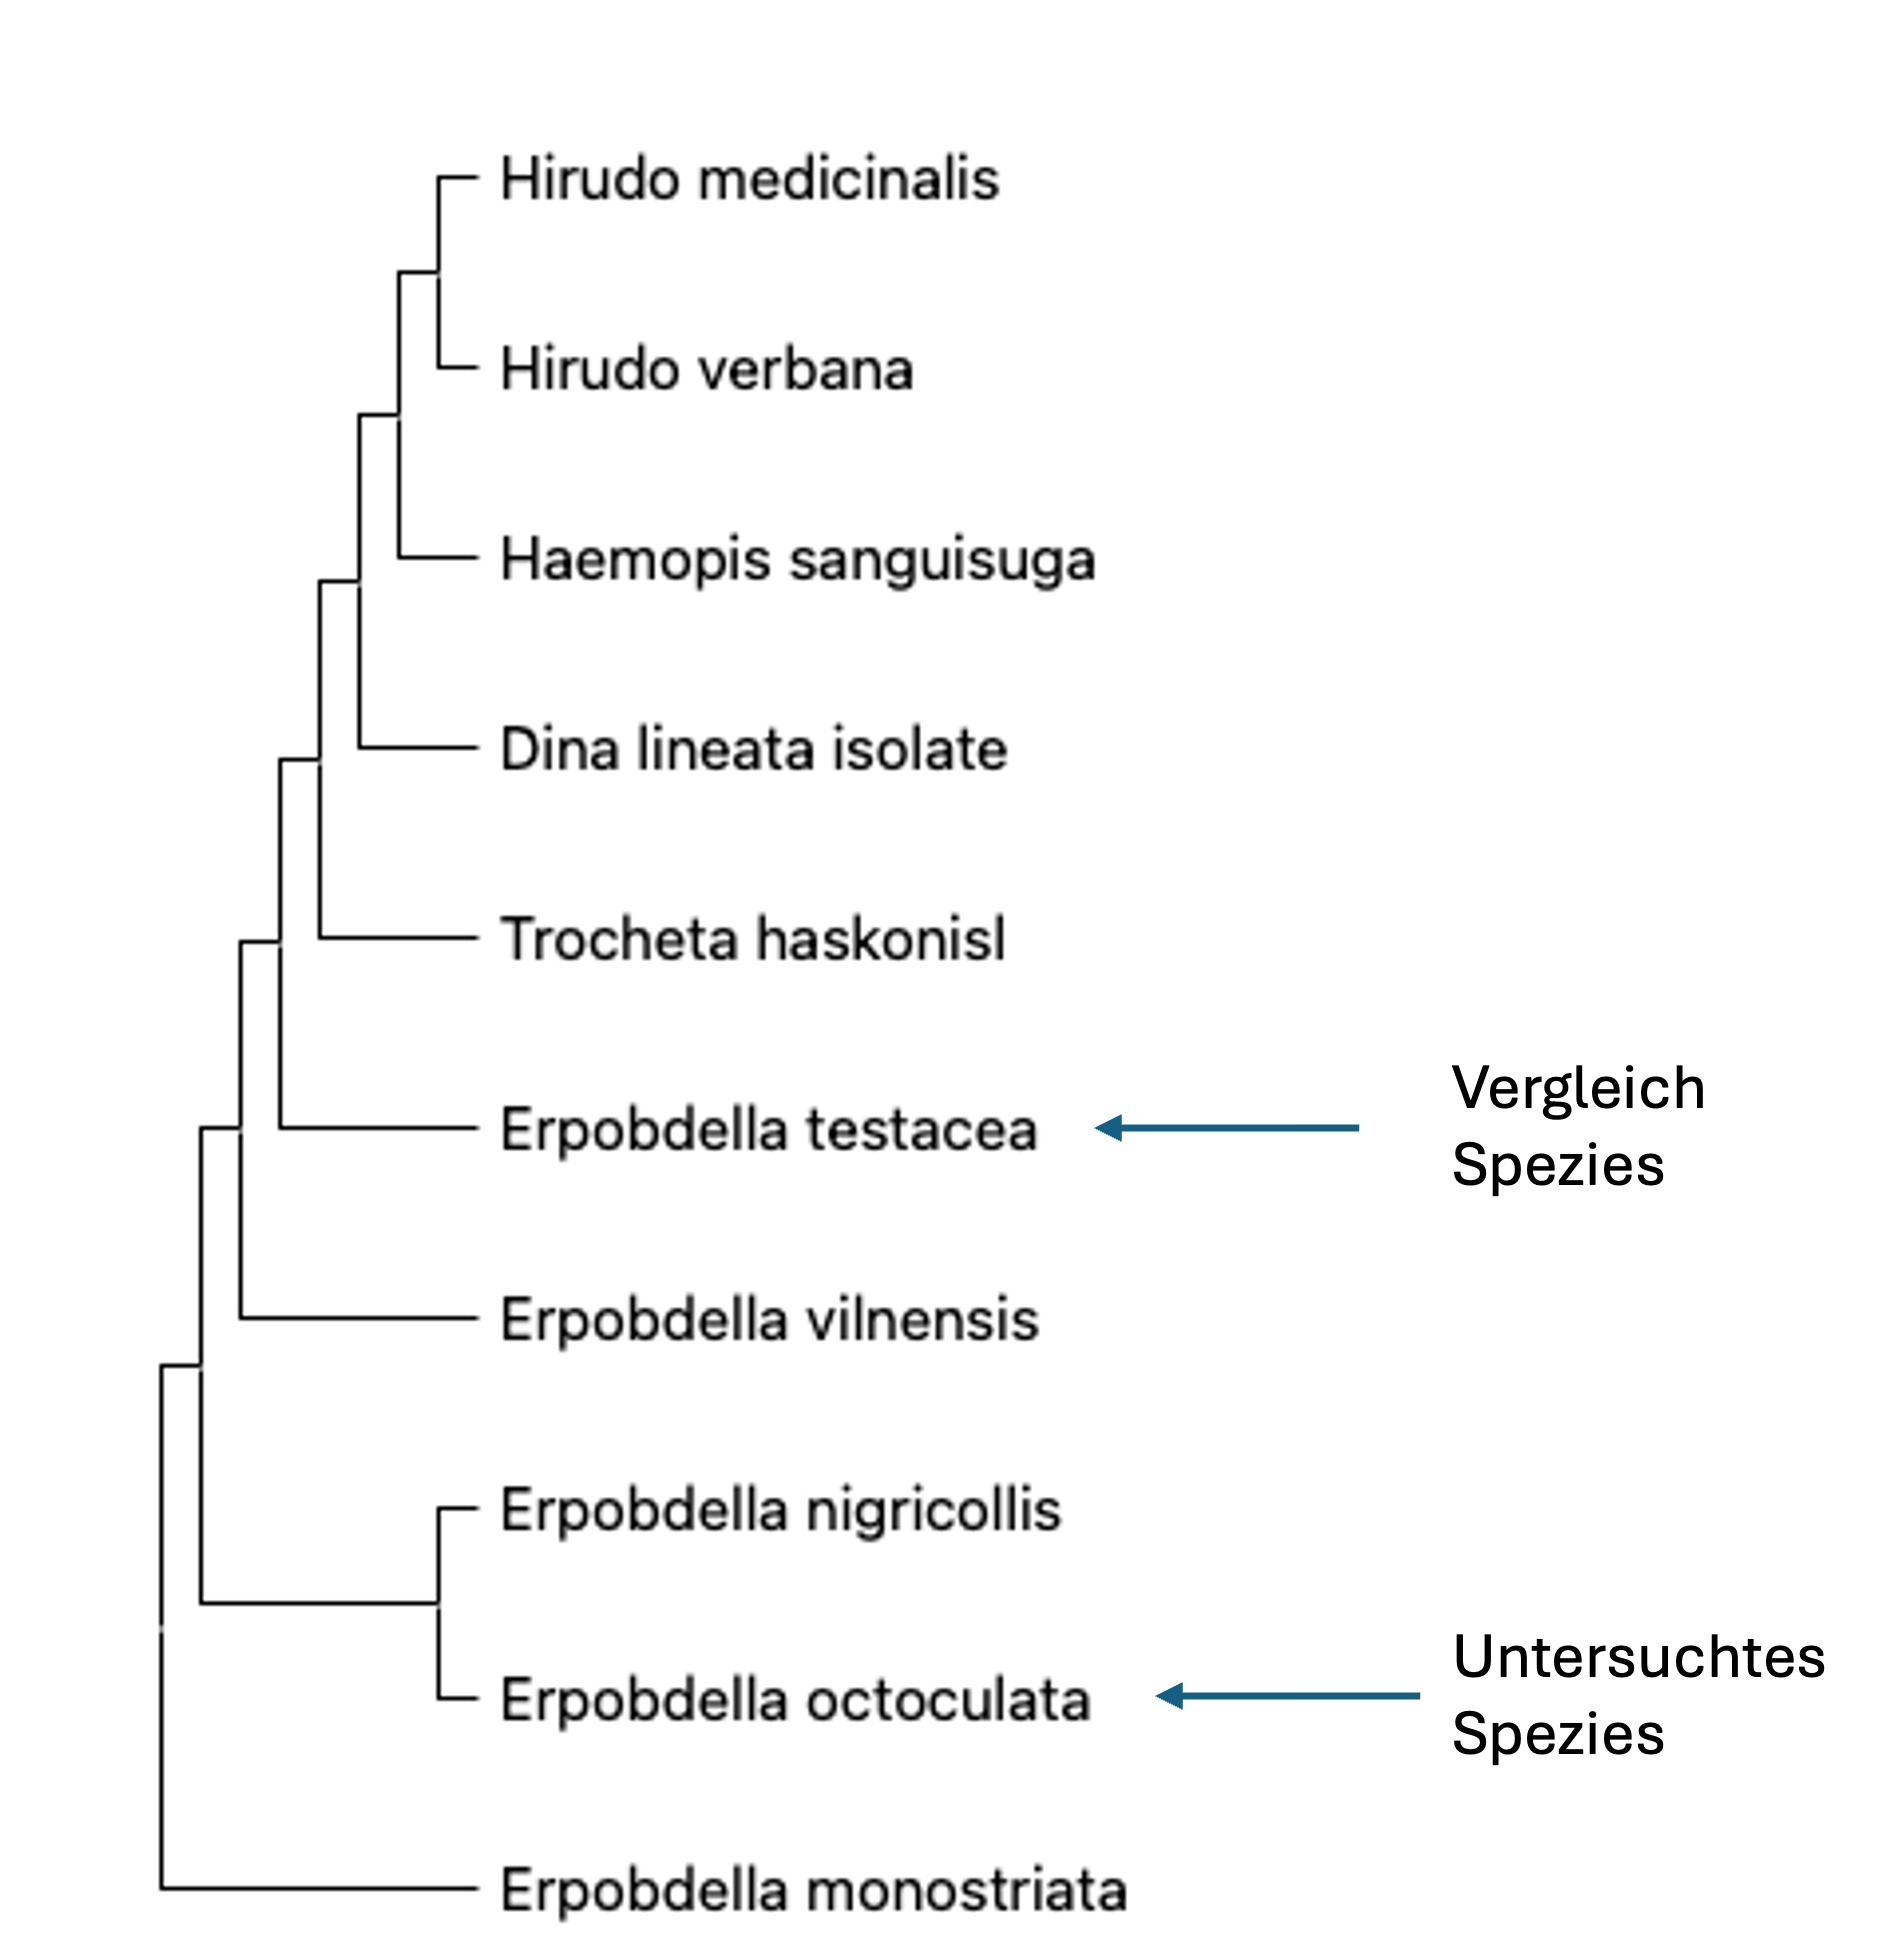 Hirudo medicinalis
Hirudo verbana
Haemopis sanguisuga
Dina lineata isolate
Trocheta haskonisl
Erpobdella testacea
Vergleich
Spezies
Erpobdella vilnensis
Erpobdella nigricollis
Erpobdella octoculata
Untersuchtes
Spezies
Erpobdella monostriata